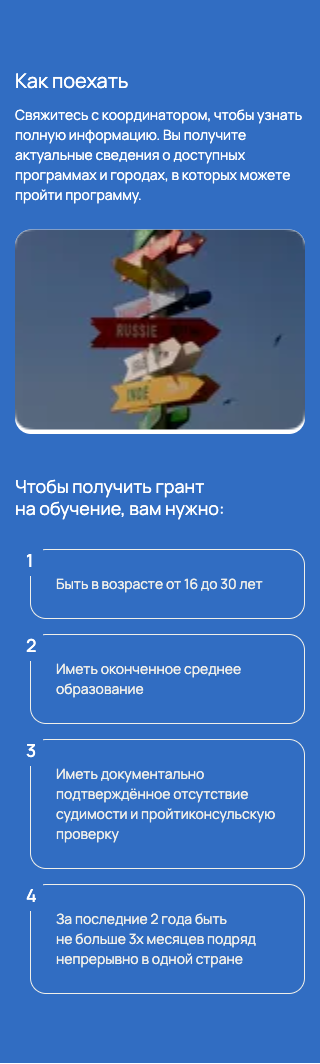 Как поехать
Свяжитесь с координатором, чтобы узнать
полную информацию. Вы получите
актуальные сведения о доступных
программах и городах, в которых можете
пройти программу.
RUSSIE
INDE
Чтобы получить грант
на обучение, вам нужно:
1
Быть в возрасте от 16 до 30 лет
2
Иметь оконченное среднее
образование
3
Иметь документально
подтверждённое отсутствие
судимости и пройтиконсульскую
проверку
4
За последние 2 года быть
не больше 3х месяцев подряд
непрерывно в одной стране